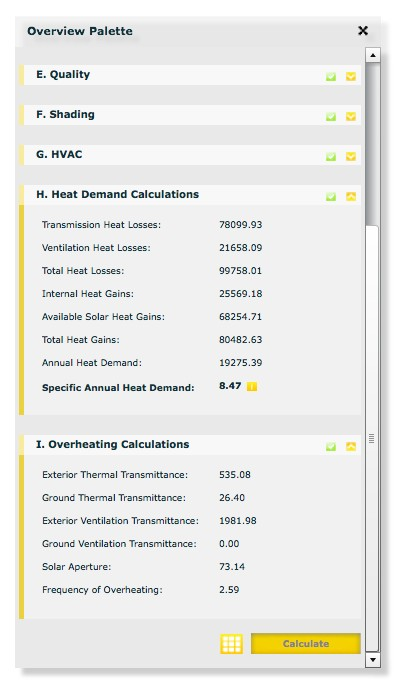 Overview Palette
E. Quality
F. Shading
G. HVAC
H. Heat Demand Calculations
Transmission Heat Losses: 78099.93
Ventilation Heat Losses: 21658.09
Total Heat Losses: 99758.01
Internal Heat Gains: 25569.18
Available Solar Heat Gains: 68254.71
Total Heat Gains: 80482.63
Annual Heat Demand: 19275.39
Specific Annual Heat Demand: 8.47
I. Overheating Calculations
Exterior Thermal Transmittance: 535.08
Ground Thermal Transmittance: 26.40
Exterior Ventilation Transmittance: 1981.98
Ground Ventilation Transmittance: 0.00
Solar Aperture: 73.14
Frequency of Overheating: 2.59
Calculate